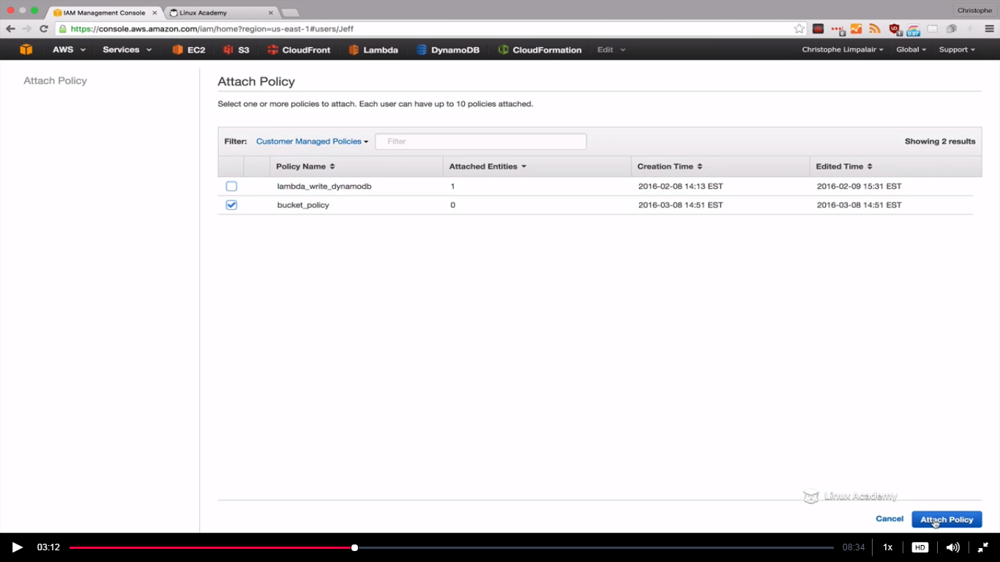 IAM Management Console
Linux Academy
Christophe
https://console.aws.amazon.com/iam/home?region=us-east-1#users/Jeff
AWS Services EC2 S3 CloudFront Lambda DynamoDB CloudFormation Edit Christophe Limpalair Global Support
Attach Policy
Attach Policy
Select one or more policies to attach. Each user can have up to 10 policies attached.
Filter: Customer Managed Policies Filter Showing 2 results
Policy Name Attached Entities Creation Time Edited Time
lambda_write_dynamodb 1 2016-02-08 14:13 EST 2016-02-09 15:31 EST
bucket_policy 0 2016-03-08 14:51 EST 2016-03-08 14:51 EST
Linux Academy
Cancel Attach Policy
03:12 08:34 1x HD